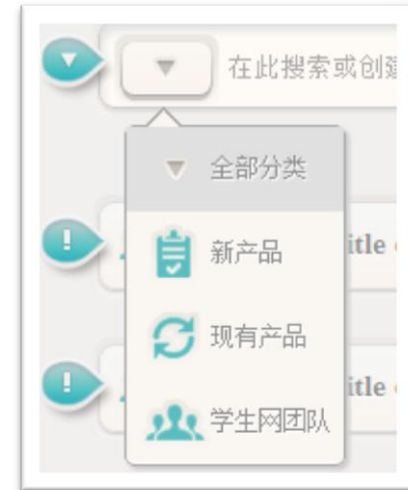 在此搜索或创建
全部分类
新产品
itle
现有产品
itle
学生网团队